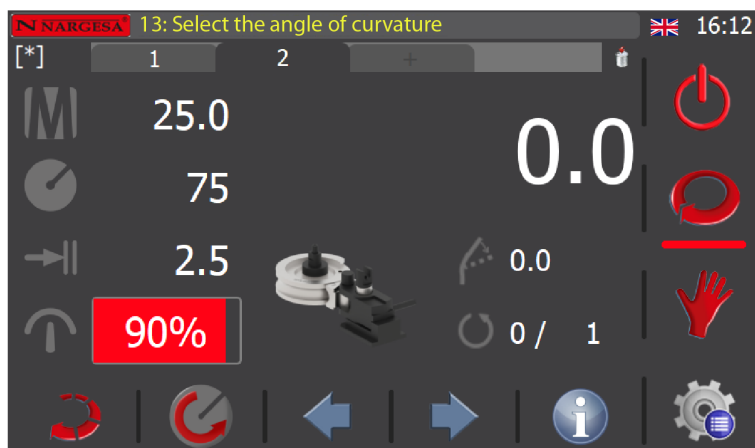 N NARGESA 13: Select the angle of curvature 16:12
[*] 1 2 +
25.0
0.0
75
2.5
0.0
90%
0 / 1